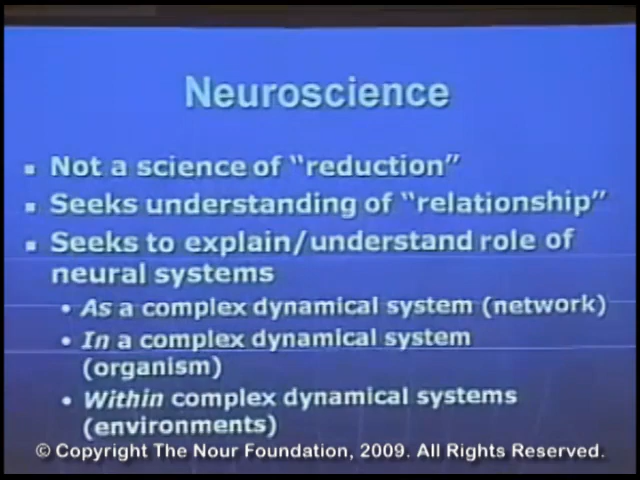 Neuroscience
Not a science of “reduction”
Seeks understanding of “relationship”
Seeks to explain/understand role of
neural systems
• As a complex dynamical system (network)
• In a complex dynamical system
(organism)
• Within complex dynamical systems
(environments)
© Copyright The Nour Foundation, 2009. All Rights Reserved.